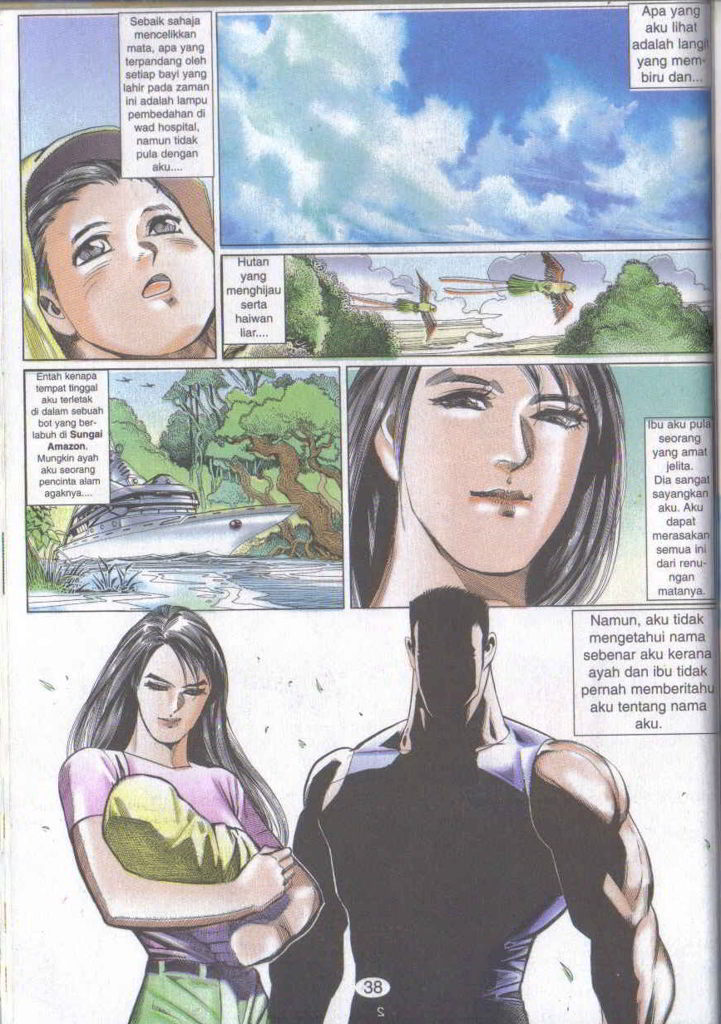 Sebaik sahaja
mencelikkan
mata, apa yang
terpandang oleh
setiap bayi yang
lahir pada zaman
ini adalah lampu
pembedahan di
wad hospital,
namun tidak
pula dengan
aku....
Apa yang
aku lihat
adalah langit
yang mem-
biru dan...
Hutan
yang
menghijau
serta
haiwan
liar....
Entah kenapa
tempat tinggal
aku terletak
di dalam sebuah
bot yang ber-
labuh di Sungai
Amazon.
Mungkin ayah
aku seorang
pencinta alam
agaknya....
Ibu aku pula
seorang
yang amat
jelita.
Dia sangat
sayangkan
aku. Aku
dapat
merasakan
semua ini
dari renu-
ngan
matanya.
Namun, aku tidak
mengetahui nama
sebenar aku kerana
ayah dan ibu tidak
pernah memberitahu
aku tentang nama
aku.
38
2